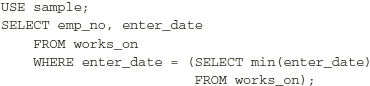 USE sample;
SELECT emp_no, enter_date
    FROM works_on
    WHERE enter_date = (SELECT min(enter_date)
                        FROM works_on);